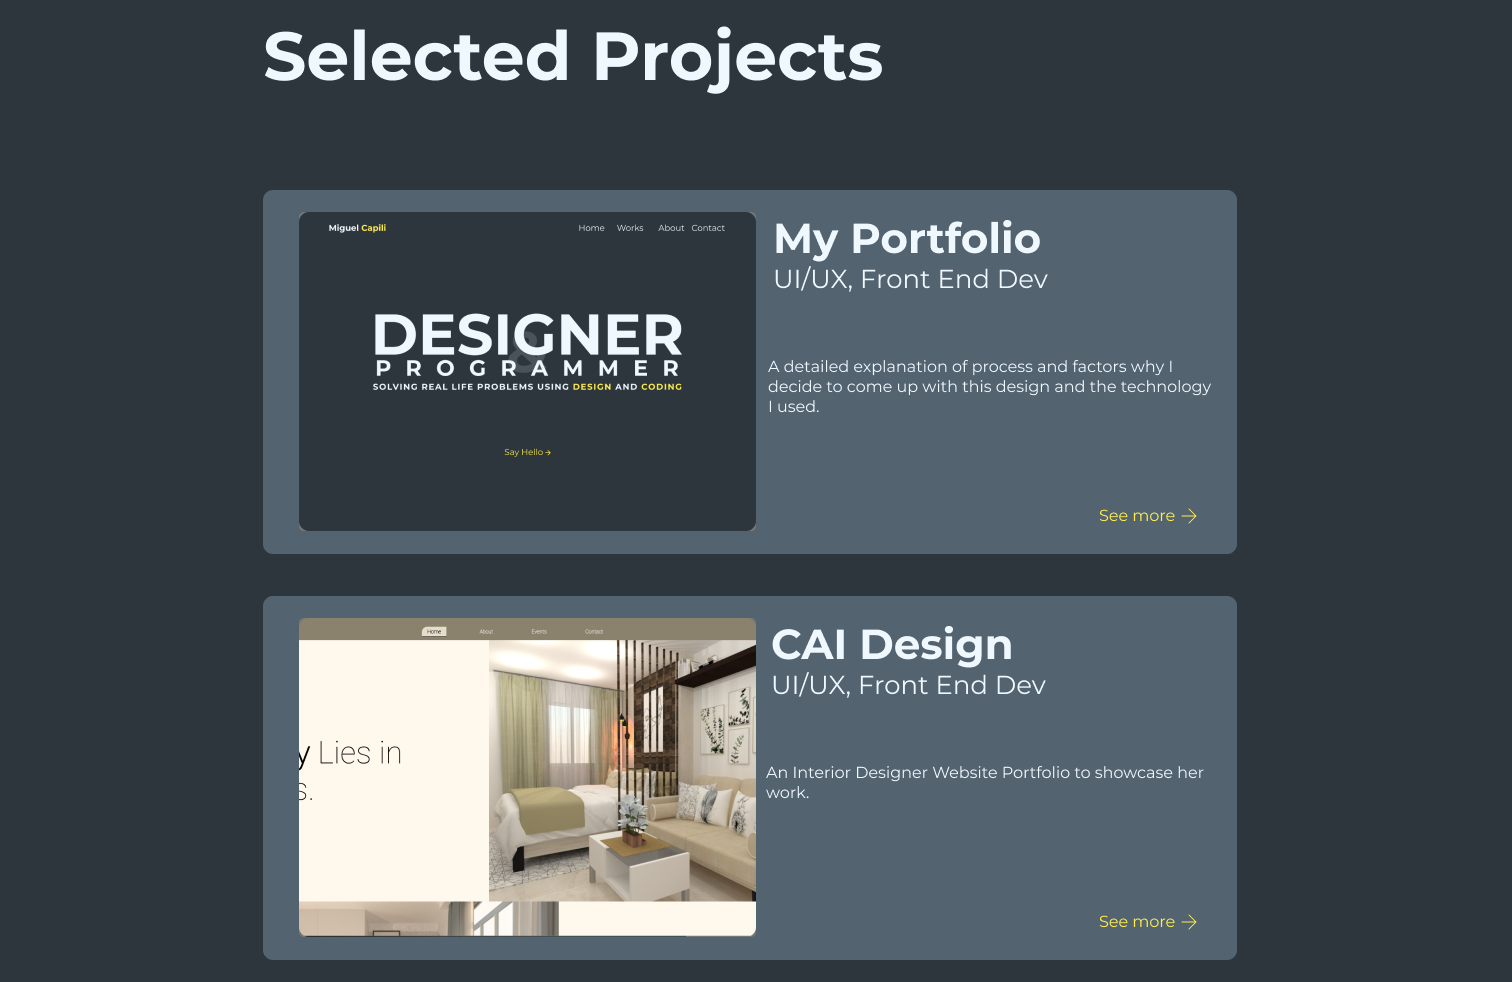 Selected Projects
Miguel Capili
Home Works About Contact
DESIGNER
&
PROGRAMMER
SOLVING REAL LIFE PROBLEMS USING DESIGN AND CODING
Say Hello →
My Portfolio
UI/UX, Front End Dev
A detailed explanation of process and factors why I
decide to come up with this design and the technology
I used.
See more →
Home About Events Contact
y Lies in
s.
CAI Design
UI/UX, Front End Dev
An Interior Designer Website Portfolio to showcase her
work.
See more →